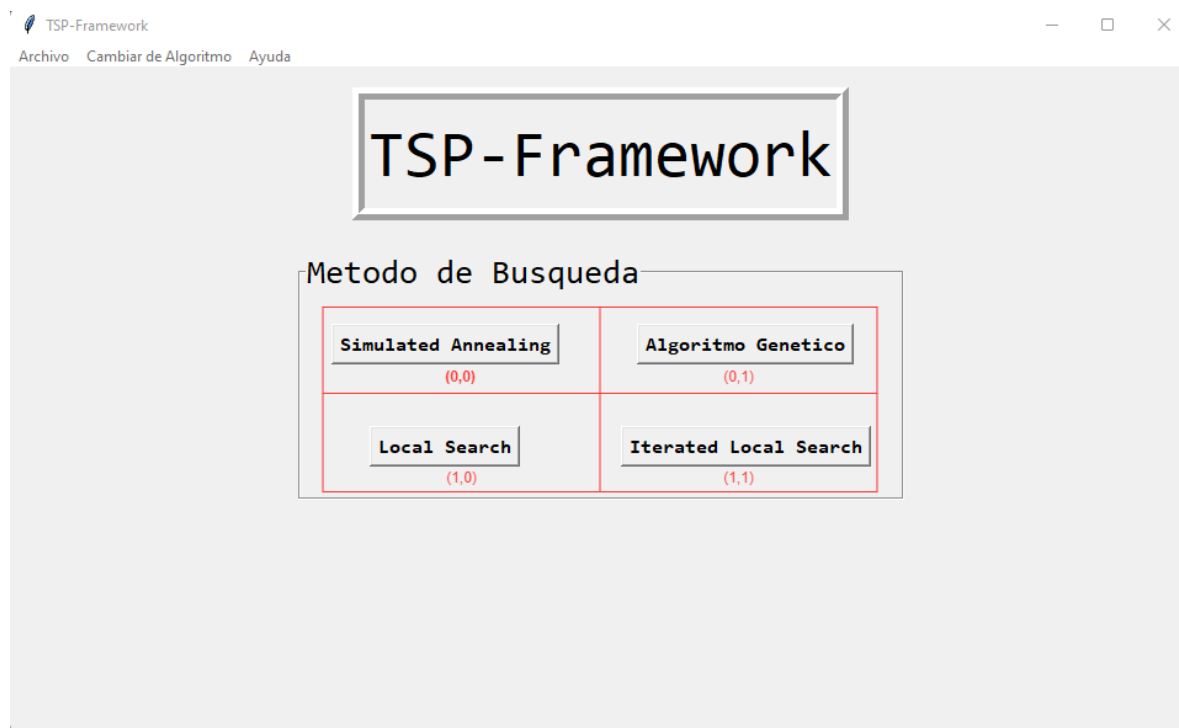 TSP-Framework
Archivo Cambiar de Algoritmo Ayuda
TSP-Framework
Metodo de Busqueda
Simulated Annealing Algoritmo Genetico
(0,0) (0,1)
Local Search Iterated Local Search
(1,0) (1,1)